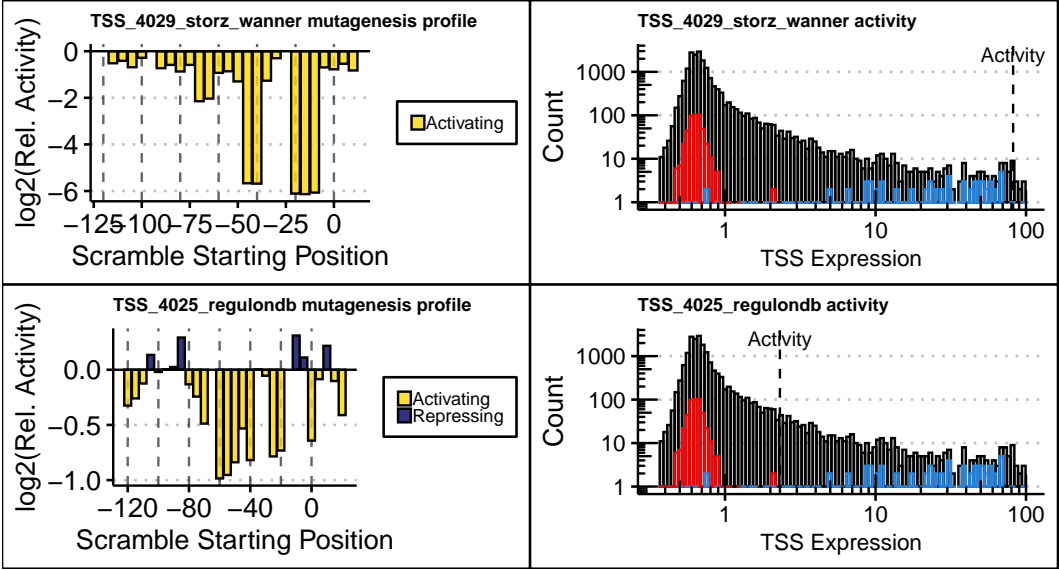 TSS_4029_storz_wanner mutagenesis profile
log2(Rel. Activity)
0
−2
−4
−6
−125
−100
−75
−50
−25
0
Scramble Starting Position
Activating
TSS_4029_storz_wanner activity
Activity
Count
1000
100
10
1
1
10
100
TSS Expression
TSS_4025_regulondb mutagenesis profile
log2(Rel. Activity)
0.0
−0.5
−1.0
−120
−80
−40
0
Scramble Starting Position
Activating
Repressing
TSS_4025_regulondb activity
Activity
Count
1000
100
10
1
1
10
100
TSS Expression